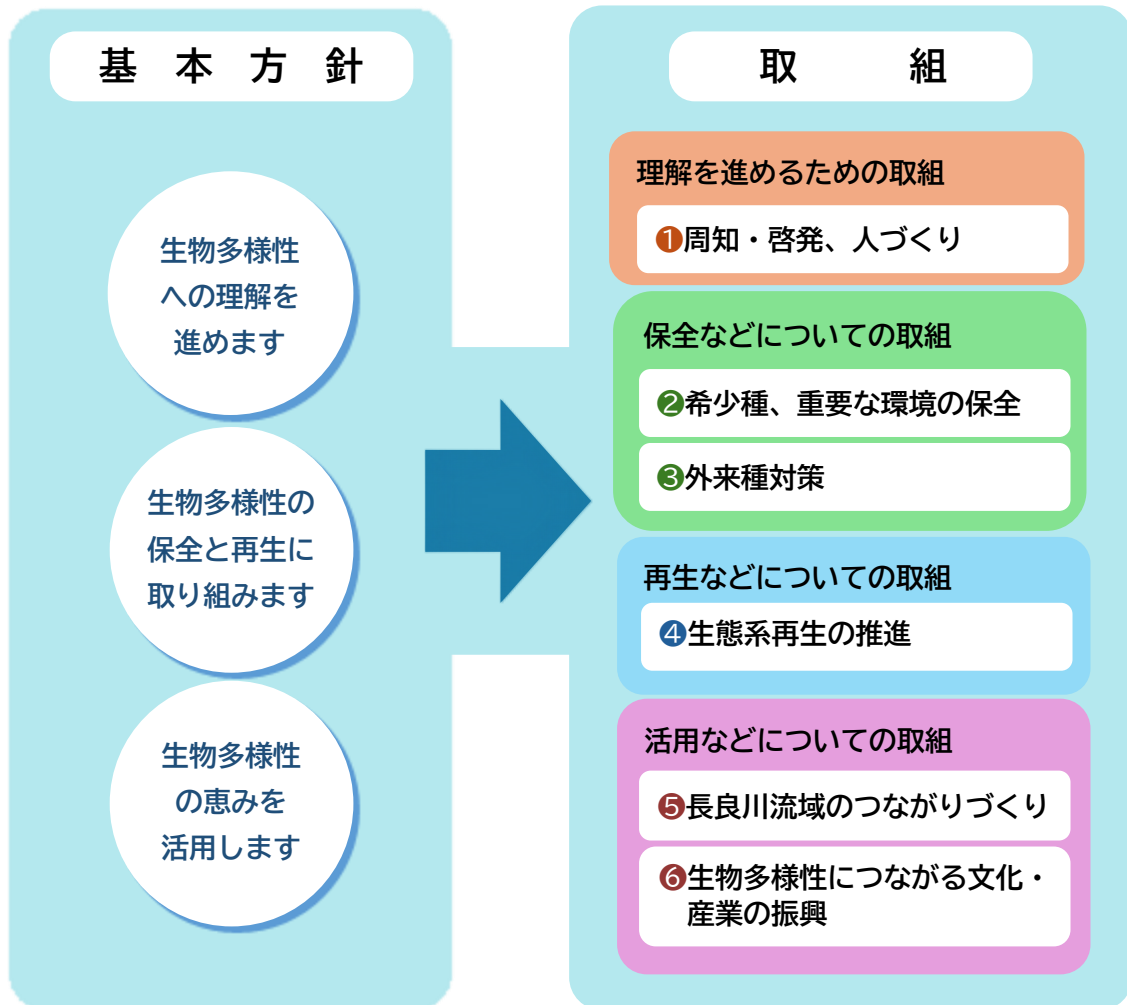 基本方針
生物多様性
への理解を
進めます
生物多様性の
保全と再生に
取り組みます
生物多様性
の恵みを
活用します
取組
理解を進めるための取組
❶周知・啓発、人づくり
保全などについての取組
❷希少種、重要な環境の保全
❸外来種対策
再生などについての取組
❹生態系再生の推進
活用などについての取組
❺長良川流域のつながりづくり
❻生物多様性につながる文化・
産業の振興